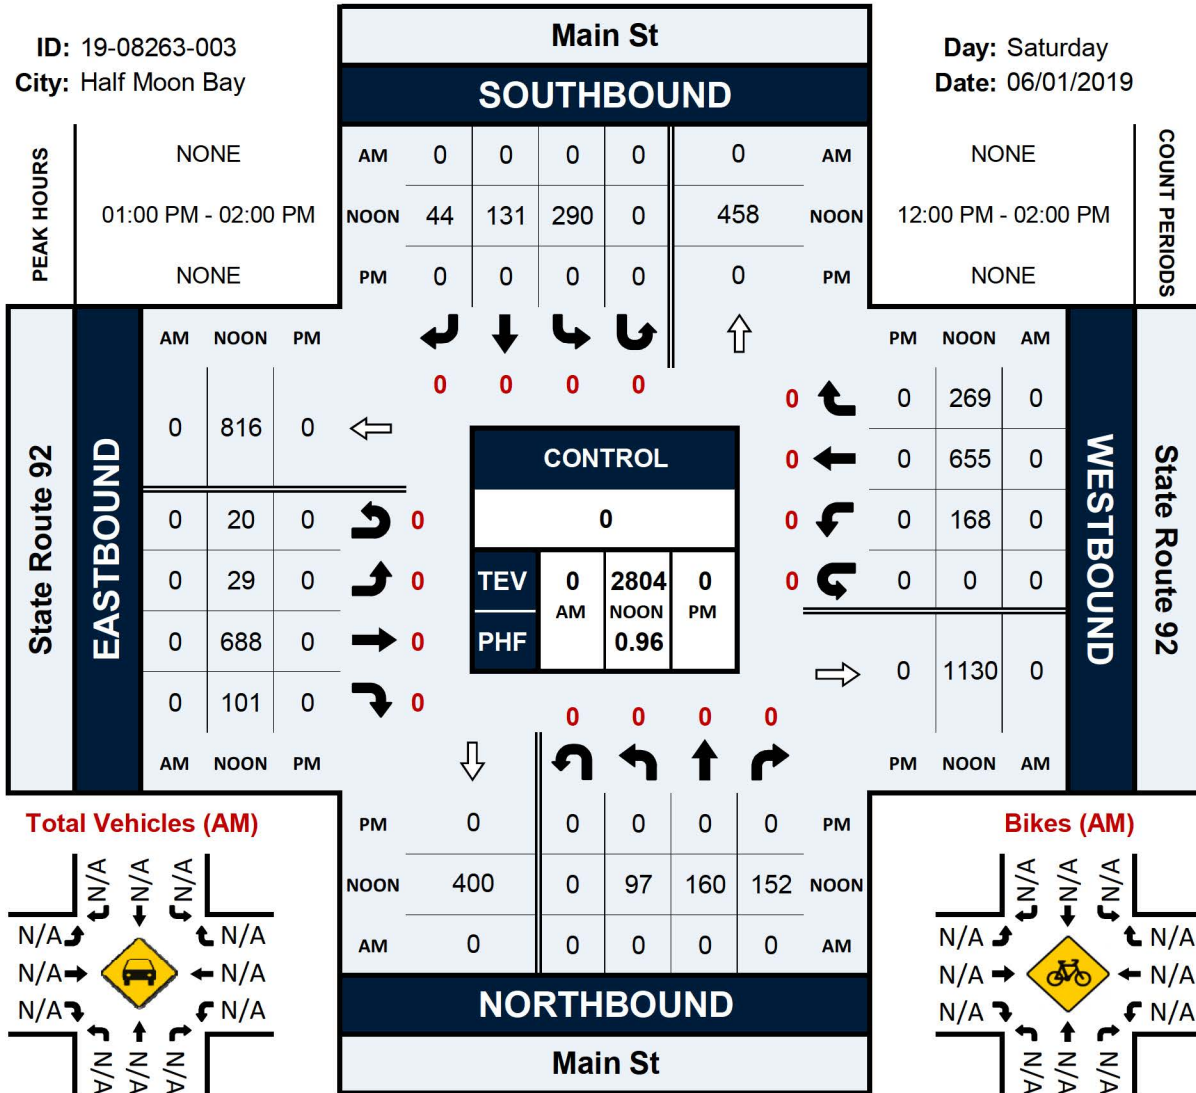 Main St
ID: 19-08263-003
Day: Saturday
City: Half Moon Bay
Date: 06/01/2019
SOUTHBOUND
PEAK HOURS
NONE
01:00 PM - 02:00 PM
NONE
AM 0 0 0 0 0 AM
NOON 44 131 290 0 458 NOON
PM 0 0 0 0 0 PM
NONE
12:00 PM - 02:00 PM
NONE
COUNT PERIODS
0 0 0 0
State Route 92
EASTBOUND
AM NOON PM
0 816 0
0 20 0 0
0 29 0 0
0 688 0 0
0 101 0 0
AM NOON PM
CONTROL
0
TEV 0 2804 0
AM NOON PM
PHF 0.96
PM NOON AM
0 0 269 0
0 0 655 0
0 0 168 0
0 0 0 0
0 1130 0
PM NOON AM
WESTBOUND
State Route 92
0 0 0 0
PM 0 0 0 0 0 PM
NOON 400 0 97 160 152 NOON
AM 0 0 0 0 0 AM
NORTHBOUND
Main St
Total Vehicles (AM)
N/A N/A N/A
N/A N/A
N/A N/A
N/A N/A
N/A N/A N/A
Bikes (AM)
N/A N/A N/A
N/A N/A
N/A N/A
N/A N/A
N/A N/A N/A